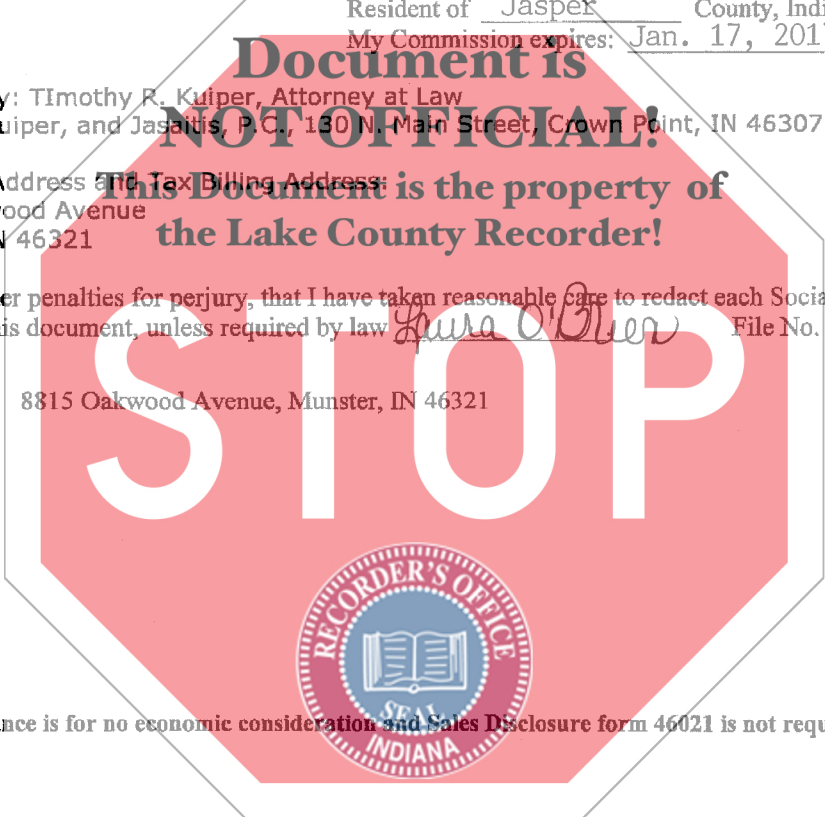 Resident of Jasper County, Indi
My Commission expires: Jan. 17, 201
Document is
y: TImothy R. Kuiper, Attorney at Law
NOT OFFICIAL!
uiper, and Jasaitis, P.C., 130 N. Main Street, Crown Point, IN 46307
ddress and Tax Billing Address:
This Document is the property of
ood Avenue
the Lake County Recorder!
N 46321
er penalties for perjury, that I have taken reasonable care to redact each Socia
is document, unless required by law Laura O'Brien File No.
STOP
8815 Oakwood Avenue, Munster, IN 46321
RECORDER'S OFFICE
SEAL
INDIANA
nce is for no economic consideration and Sales Disclosure form 46021 is not requ